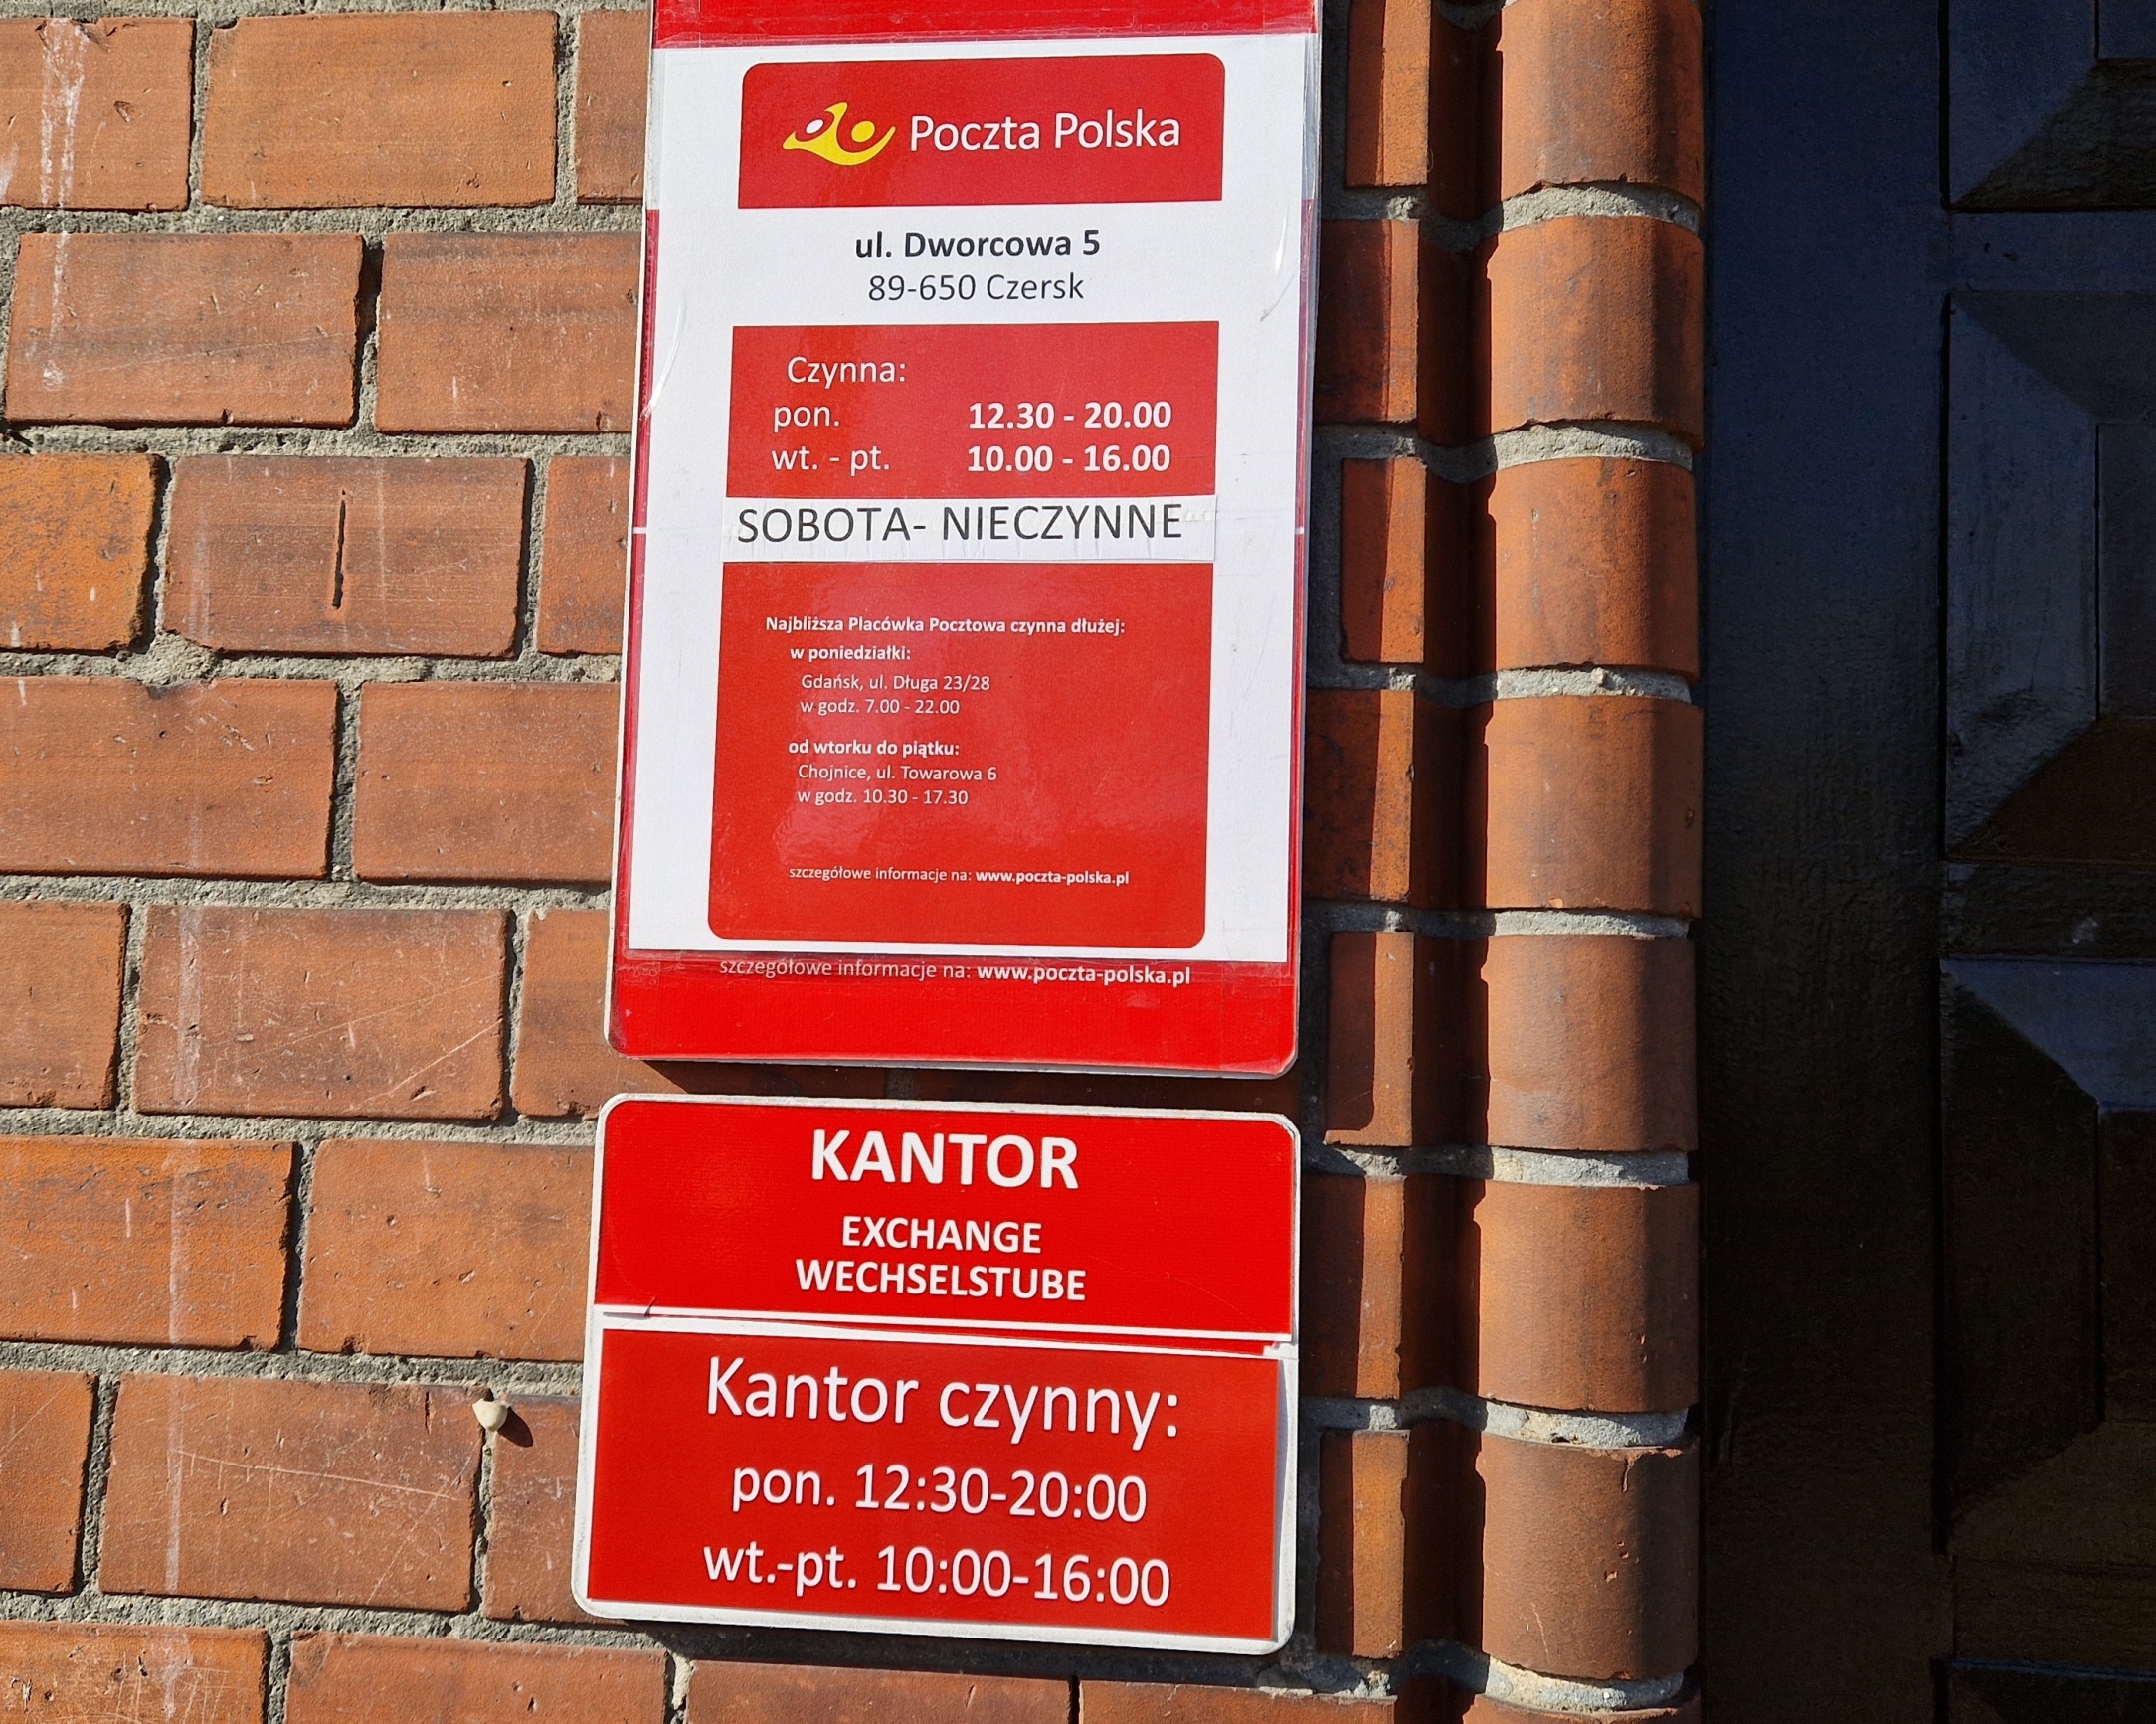 Poczta Polska
ul. Dworcowa 5
89-650 Czersk
Czynna:
pon. 12.30 - 20.00
wt. - pt. 10.00 - 16.00
SOBOTA- NIECZYNNE
Najbliższa Placówka Pocztowa czynna dłużej:
w poniedziałki:
Gdańsk, ul. Długa 23/28
w godz. 7.00 - 22.00
od wtorku do piątku:
Chojnice, ul. Towarowa 6
w godz. 10.30 - 17.30
szczegółowe informacje na: www.poczta-polska.pl
szczegółowe informacje na: www.poczta-polska.pl
KANTOR
EXCHANGE
WECHSELSTUBE
Kantor czynny:
pon. 12:30-20:00
wt.-pt. 10:00-16:00